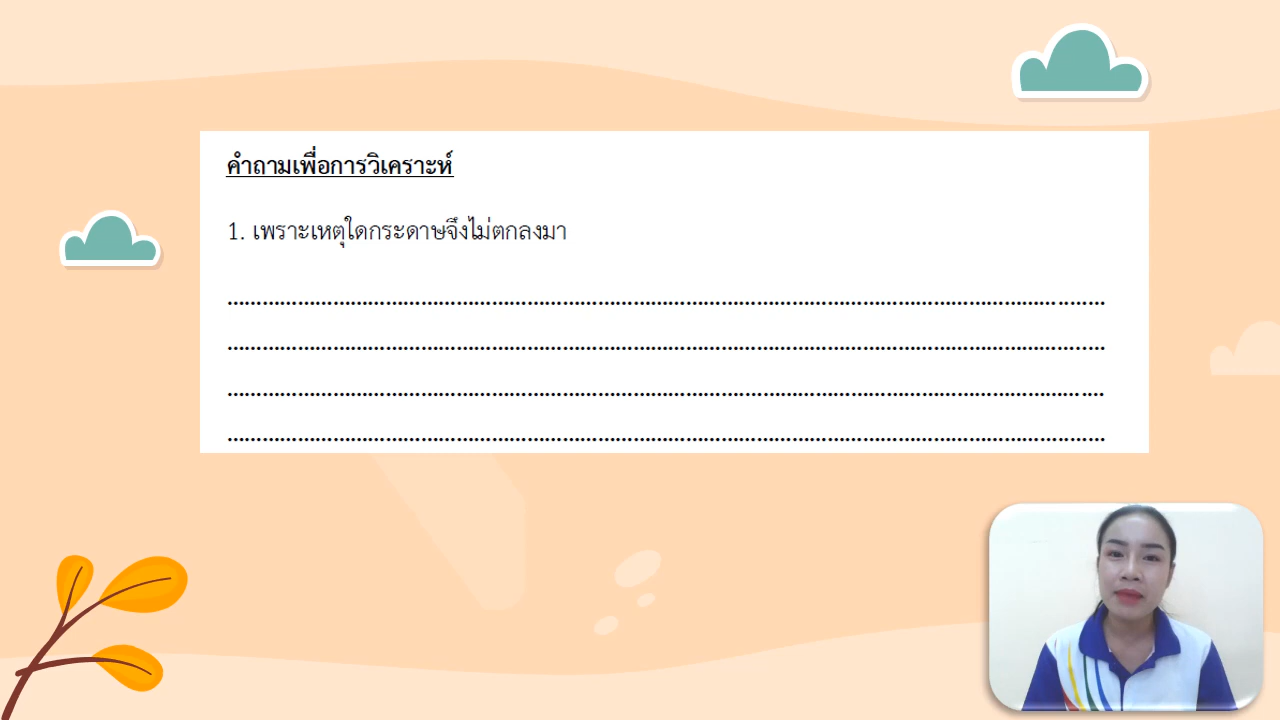 คำถามเพื่อการวิเคราะห์
1. เพราะเหตุใดกระดาษจึงไม่ตกลงมา